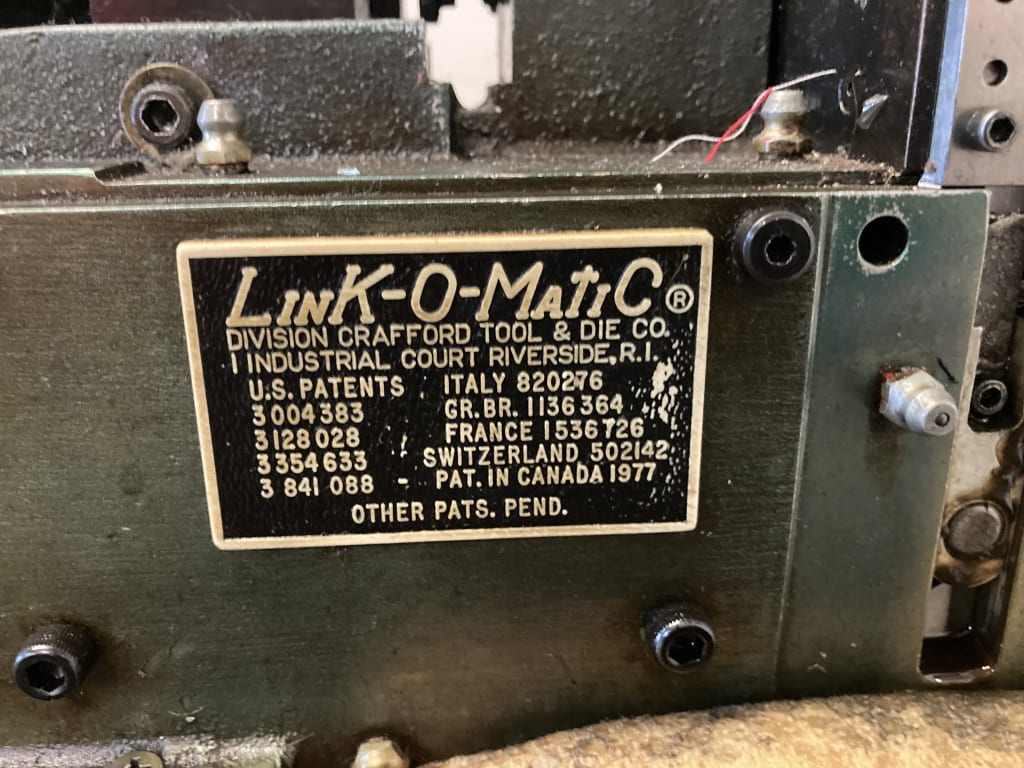 LINK-O-MATIC®
DIVISION CRAFFORD TOOL & DIE CO.
1 INDUSTRIAL COURT RIVERSIDE, R.I.
U.S. PATENTS ITALY 820276
3 004 383 GR.BR. 1136 364
3 128 028 FRANCE 1536726
3 354 633 SWITZERLAND 502142
3 841 088 - PAT. IN CANADA 1977
OTHER PATS. PEND.